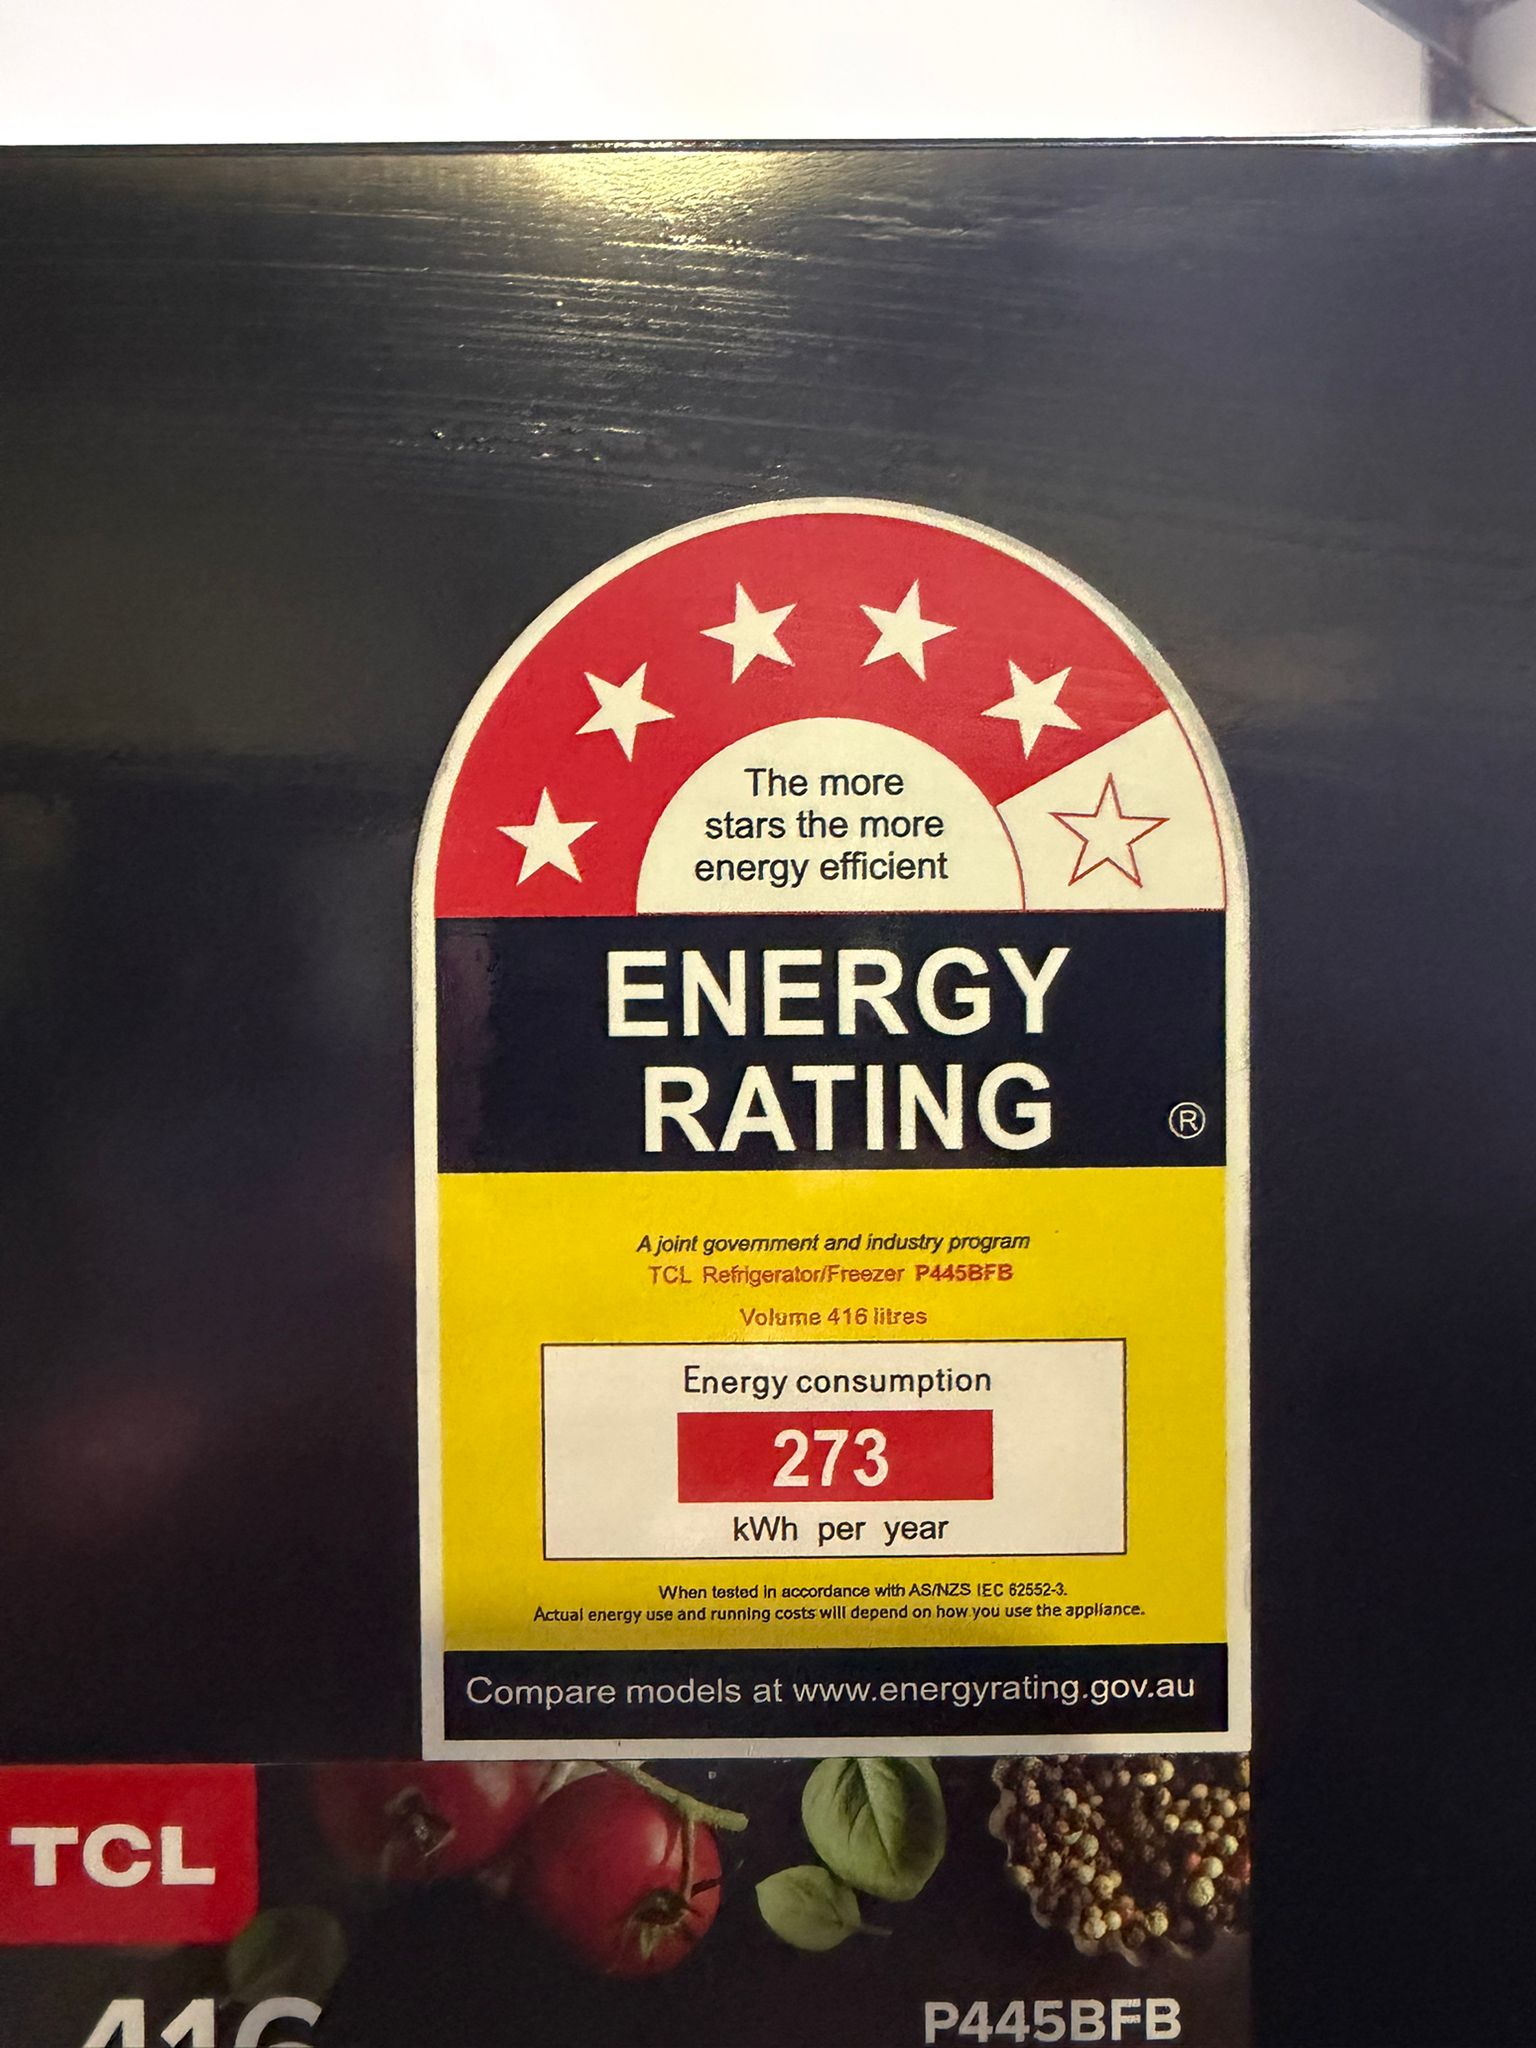 The more
stars the more
energy efficient
ENERGY
RATING
®
A joint government and industry program
TCL Refrigerator/Freezer P445BFB
Volume 416 litres
Energy consumption
273
kWh per year
When tested in accordance with AS/NZS IEC 62552-3.
Actual energy use and running costs will depend on how you use the appliance.
Compare models at www.energyrating.gov.au
TCL
416
P445BFB